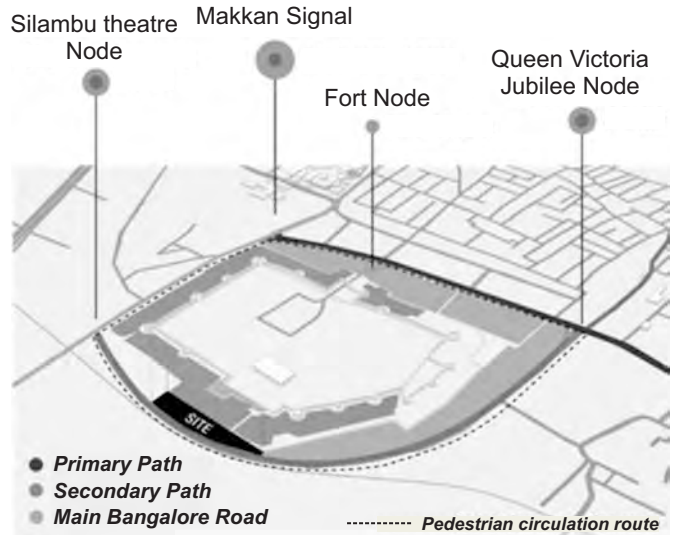 Silambu theatre
Node
Makkan Signal
Fort Node
Queen Victoria
Jubilee Node
SITE
Primary Path
Secondary Path
Main Bangalore Road
Pedestrian circulation route